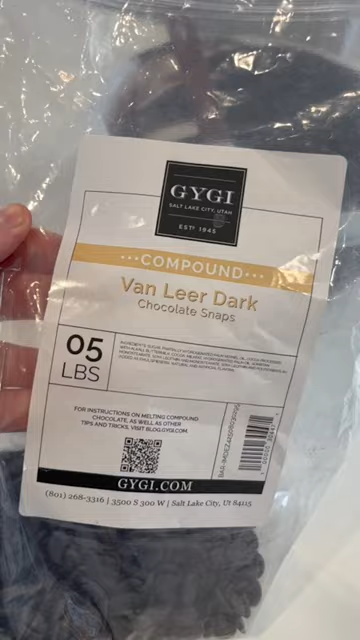 GYGI
SALT LAKE CITY, UTAH
ESTD 1945
•••COMPOUND•••
Van Leer Dark
Chocolate Snaps
05
LBS
FOR INSTRUCTIONS ON MELTING COMPOUND
CHOCOLATE, AS WELL AS OTHER
TIPS AND TRICKS, VISIT BLOG.GYGI.COM.
GYGI.COM
(801) 268-3316 | 3500 S 300 W | Salt Lake City, Ut 84115